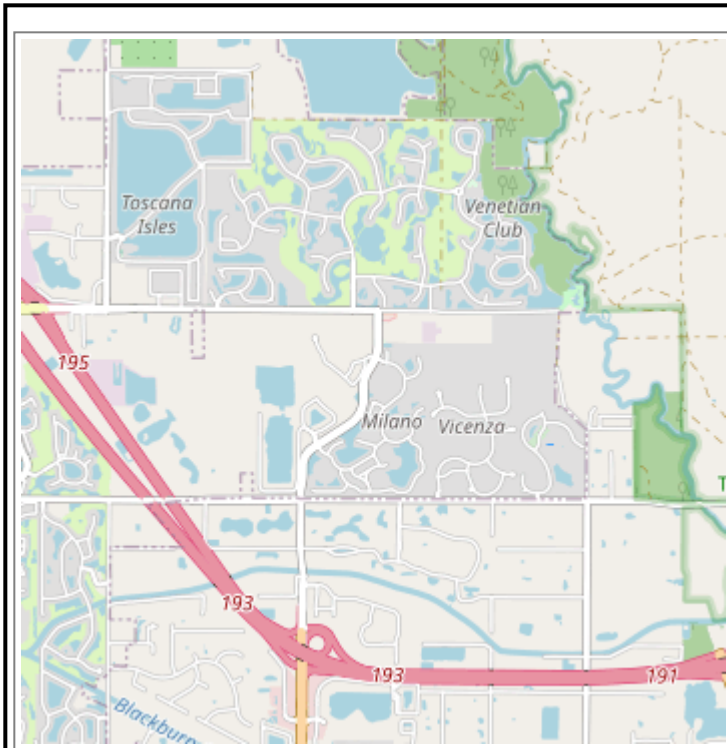 Toscana
Isles
Venetian
Club
195
Milano
Vicenza
T
193
193
191
Blackburn